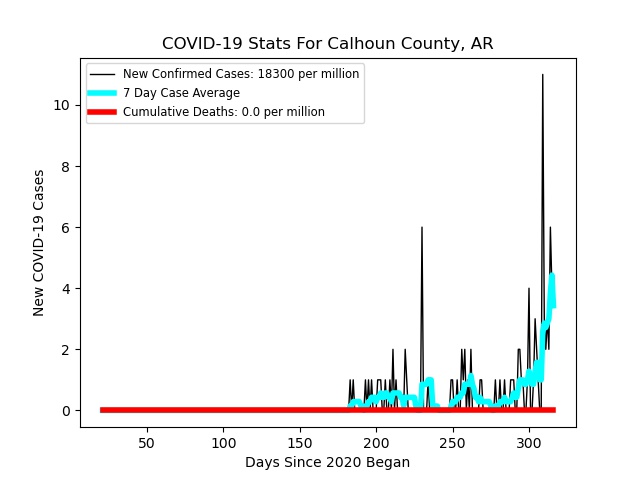 COVID-19 Stats For Calhoun County, AR
New Confirmed Cases: 18300 per million
7 Day Case Average
Cumulative Deaths: 0.0 per million
New COVID-19 Cases
10
8
6
4
2
0
50 100 150 200 250 300
Days Since 2020 Began